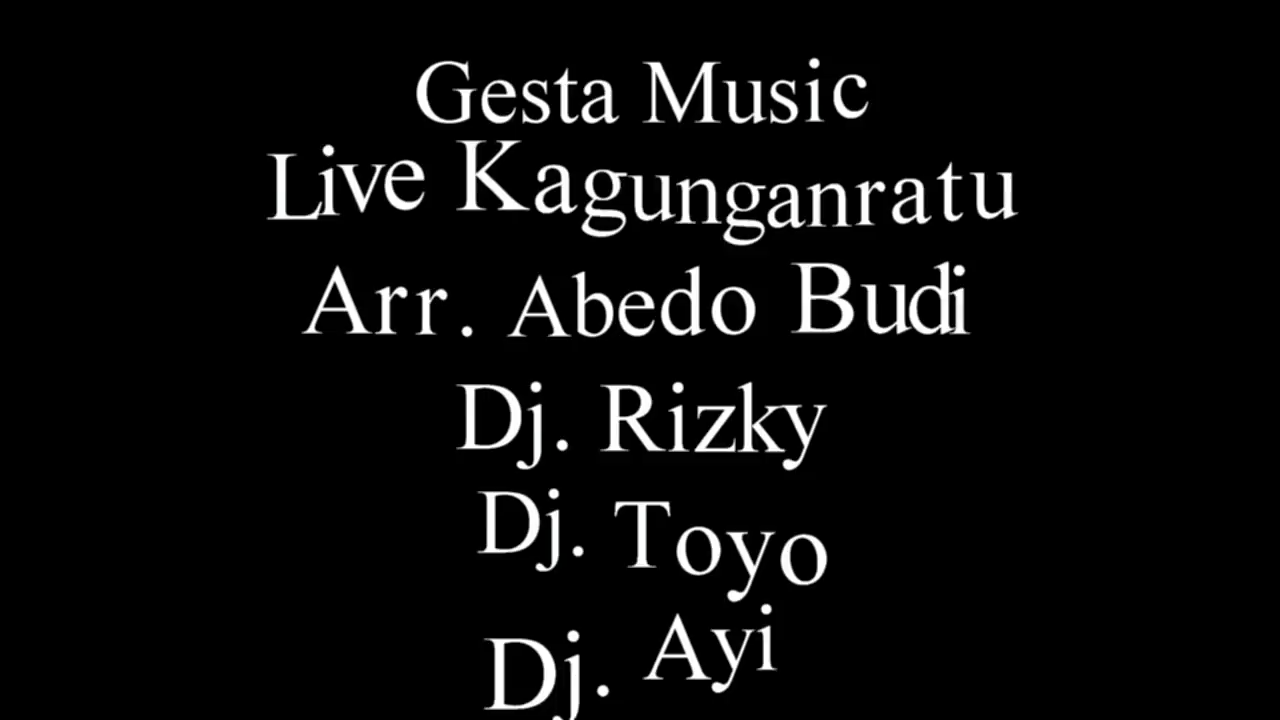 Gesta Music
Live Kagunganratu
Arr. Abedo Budi
Dj. Rizky
Dj. Toyo
Dj. Ayi